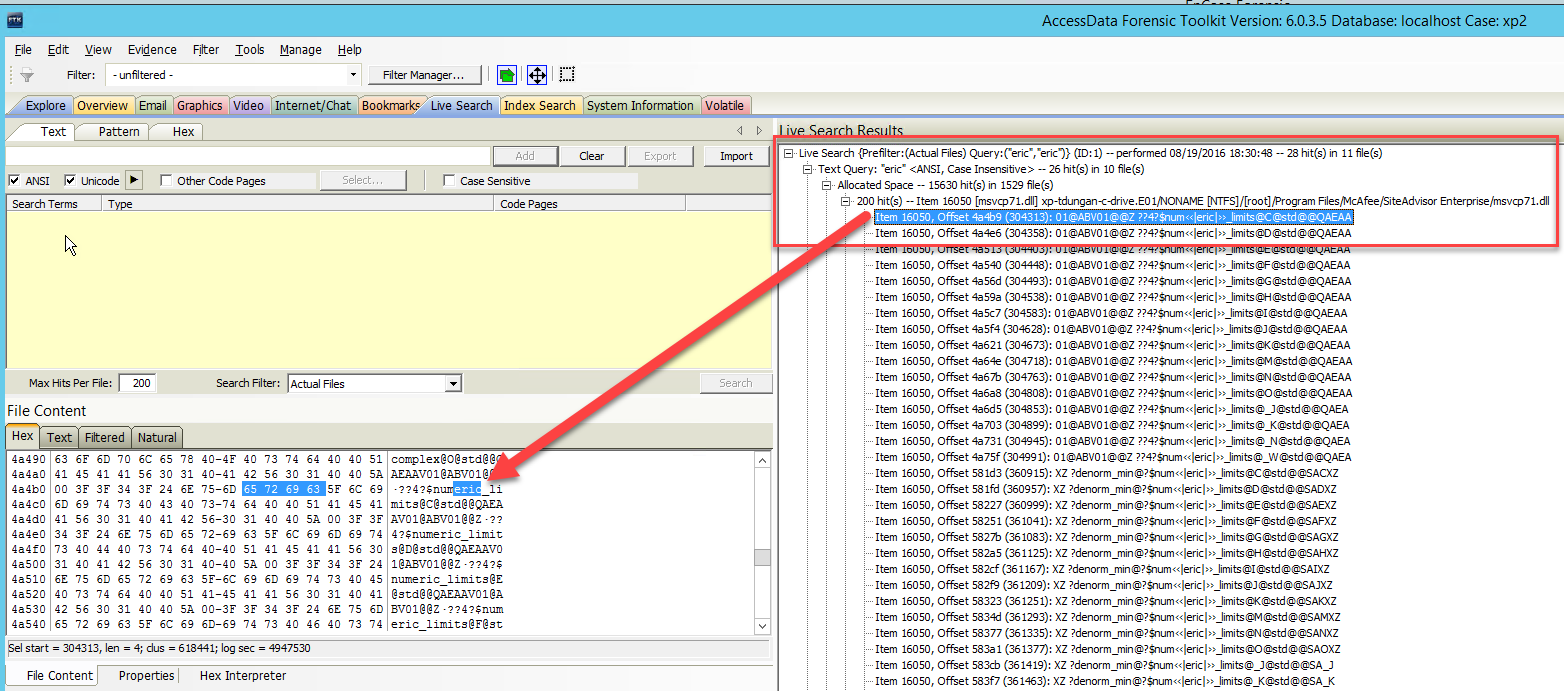 AccessData Forensic Toolkit Version: 6.0.3.5 Database: localhost Case: xp2
File Edit View Evidence Filter Tools Manage Help
Filter: - unfiltered - Filter Manager...
Explore Overview Email Graphics Video Internet/Chat Bookmarks Live Search Index Search System Information Volatile
Text Pattern Hex
Add Clear Export Import
ANSI Unicode Other Code Pages Select... Case Sensitive
Search Terms Type Code Pages
Max Hits Per File: 200 Search Filter: Actual Files Search
File Content
Hex Text Filtered Natural
4a490 63 6F 6D 70 6C 65 78 40-4F 40 73 74 64 40 40 51 complex@O@std@@Q
4a4a0 41 45 41 41 56 30 31 40-41 42 56 30 31 40 40 5A AEAAV01@ABV01@@Z
4a4b0 00 3F 3F 34 3F 24 6E 75-6D 65 72 69 63 5F 6C 69 ·??4?$numeric_li
4a4c0 6D 69 74 73 40 43 40 73-74 64 40 40 51 41 45 41 mits@C@std@@QAEA
4a4d0 41 56 30 31 40 41 42 56-30 31 40 40 5A 00 3F 3F AV01@ABV01@@Z·??
4a4e0 34 3F 24 6E 75 6D 65 72-69 63 5F 6C 69 6D 69 74 4?$numeric_limit
4a4f0 73 40 44 40 73 74 64 40-40 51 41 45 41 41 56 30 s@D@std@@QAEAAV0
4a500 31 40 41 42 56 30 31 40-40 5A 00 3F 3F 34 3F 24 1@ABV01@@Z·??4?$
4a510 6E 75 6D 65 72 69 63 5F-6C 69 6D 69 74 73 40 45 numeric_limits@E
4a520 40 73 74 64 40 40 51 41-45 41 41 56 30 31 40 41 @std@@QAEAAV01@A
4a530 42 56 30 31 40 40 5A 00-3F 3F 34 3F 24 6E 75 6D BV01@@Z·??4?$num
4a540 65 72 69 63 5F 6C 69 6D-69 74 73 40 46 40 73 74 eric_limits@F@st
Sel start = 304313, len = 4; clus = 618441; log sec = 4947530
File Content Properties Hex Interpreter
Live Search Results
Live Search {Prefilter:(Actual Files) Query:("eric","eric")} (ID:1) -- performed 08/19/2016 18:30:48 -- 28 hit(s) in 11 file(s)
Text Query: "eric" <ANSI, Case Insensitive> -- 26 hit(s) in 10 file(s)
Allocated Space -- 15630 hit(s) in 1529 file(s)
200 hit(s) -- Item 16050 [msvcp71.dll] xp-tdungan-c-drive.E01/NONAME [NTFS]/[root]/Program Files/McAfee/SiteAdvisor Enterprise/msvcp71.dll
Item 16050, Offset 4a4b9 (304313): 01@ABV01@@Z ??4?$num‹‹|eric|››_limits@C@std@@QAEAA
Item 16050, Offset 4a4e6 (304358): 01@ABV01@@Z ??4?$num‹‹|eric|››_limits@D@std@@QAEAA
Item 16050, Offset 4a513 (304403): 01@ABV01@@Z ??4?$num‹‹|eric|››_limits@E@std@@QAEAA
Item 16050, Offset 4a540 (304448): 01@ABV01@@Z ??4?$num‹‹|eric|››_limits@F@std@@QAEAA
Item 16050, Offset 4a56d (304493): 01@ABV01@@Z ??4?$num‹‹|eric|››_limits@G@std@@QAEAA
Item 16050, Offset 4a59a (304538): 01@ABV01@@Z ??4?$num‹‹|eric|››_limits@H@std@@QAEAA
Item 16050, Offset 4a5c7 (304583): 01@ABV01@@Z ??4?$num‹‹|eric|››_limits@I@std@@QAEAA
Item 16050, Offset 4a5f4 (304628): 01@ABV01@@Z ??4?$num‹‹|eric|››_limits@J@std@@QAEAA
Item 16050, Offset 4a621 (304673): 01@ABV01@@Z ??4?$num‹‹|eric|››_limits@K@std@@QAEAA
Item 16050, Offset 4a64e (304718): 01@ABV01@@Z ??4?$num‹‹|eric|››_limits@M@std@@QAEAA
Item 16050, Offset 4a67b (304763): 01@ABV01@@Z ??4?$num‹‹|eric|››_limits@N@std@@QAEAA
Item 16050, Offset 4a6a8 (304808): 01@ABV01@@Z ??4?$num‹‹|eric|››_limits@O@std@@QAEAA
Item 16050, Offset 4a6d5 (304853): 01@ABV01@@Z ??4?$num‹‹|eric|››_limits@_J@std@@QAEA
Item 16050, Offset 4a703 (304899): 01@ABV01@@Z ??4?$num‹‹|eric|››_limits@_K@std@@QAEA
Item 16050, Offset 4a731 (304945): 01@ABV01@@Z ??4?$num‹‹|eric|››_limits@_N@std@@QAEA
Item 16050, Offset 4a75f (304991): 01@ABV01@@Z ??4?$num‹‹|eric|››_limits@_W@std@@QAEA
Item 16050, Offset 581d3 (360915): XZ ?denorm_min@?$num‹‹|eric|››_limits@C@std@@SACXZ
Item 16050, Offset 581fd (360957): XZ ?denorm_min@?$num‹‹|eric|››_limits@D@std@@SADXZ
Item 16050, Offset 58227 (360999): XZ ?denorm_min@?$num‹‹|eric|››_limits@E@std@@SAEXZ
Item 16050, Offset 58251 (361041): XZ ?denorm_min@?$num‹‹|eric|››_limits@F@std@@SAFXZ
Item 16050, Offset 5827b (361083): XZ ?denorm_min@?$num‹‹|eric|››_limits@G@std@@SAGXZ
Item 16050, Offset 582a5 (361125): XZ ?denorm_min@?$num‹‹|eric|››_limits@H@std@@SAHXZ
Item 16050, Offset 582cf (361167): XZ ?denorm_min@?$num‹‹|eric|››_limits@I@std@@SAIXZ
Item 16050, Offset 582f9 (361209): XZ ?denorm_min@?$num‹‹|eric|››_limits@J@std@@SAJXZ
Item 16050, Offset 58323 (361251): XZ ?denorm_min@?$num‹‹|eric|››_limits@K@std@@SAKXZ
Item 16050, Offset 5834d (361293): XZ ?denorm_min@?$num‹‹|eric|››_limits@M@std@@SAMXZ
Item 16050, Offset 58377 (361335): XZ ?denorm_min@?$num‹‹|eric|››_limits@N@std@@SANXZ
Item 16050, Offset 583a1 (361377): XZ ?denorm_min@?$num‹‹|eric|››_limits@O@std@@SAOXZ
Item 16050, Offset 583cb (361419): XZ ?denorm_min@?$num‹‹|eric|››_limits@_J@std@@SA_J
Item 16050, Offset 583f7 (361463): XZ ?denorm_min@?$num‹‹|eric|››_limits@_K@std@@SA_K